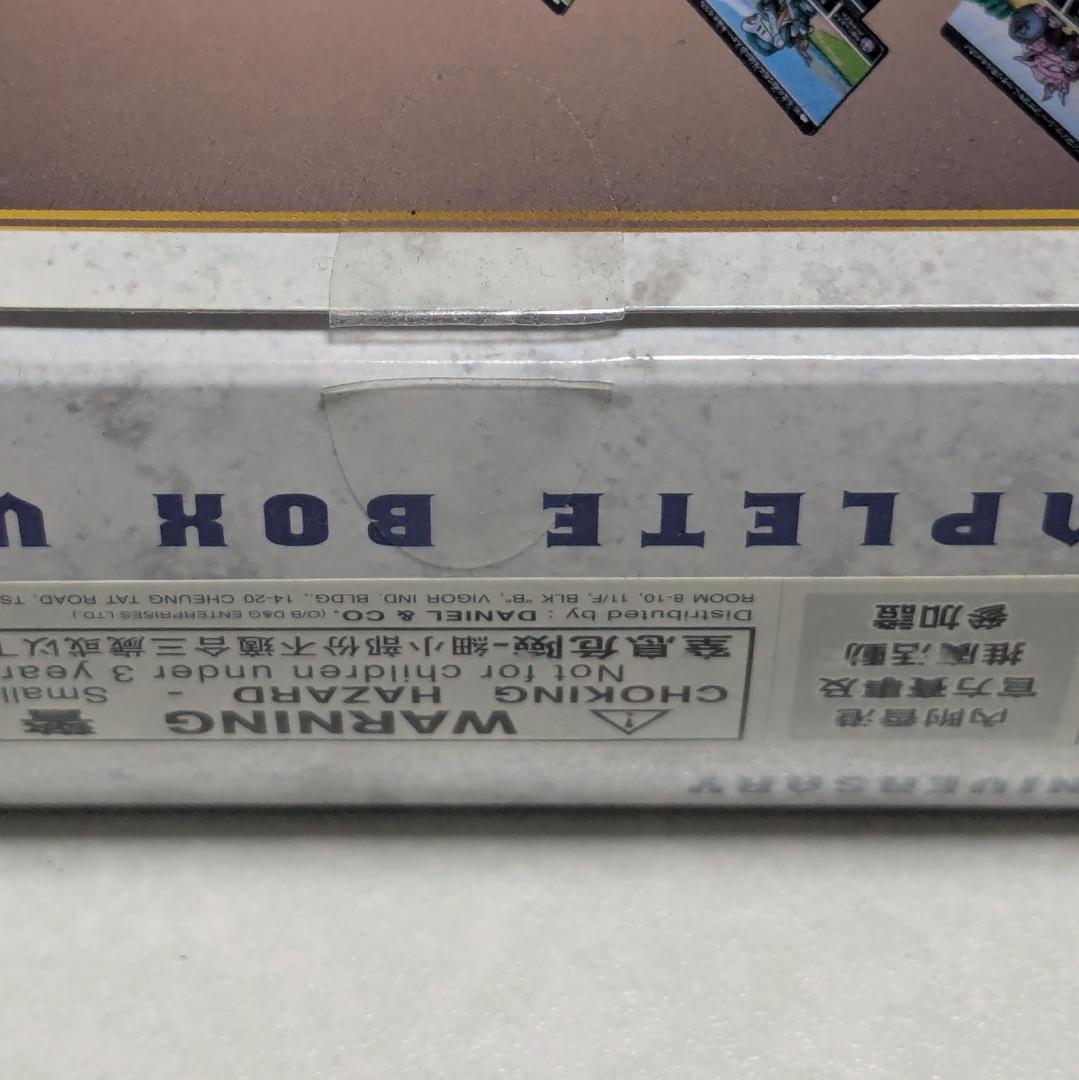 NIVERSARY
內附香港
官方賽事及
推廣活動
參加證
WARNING 警
CHOKING HAZARD - Small
Not for children under 3 year
窒息危險-細小部份不適合三歲或以下
Distributed by : DANIEL & CO. (O/B D&G ENTERPRISES LTD.)
ROOM 8-10, 11/F, BLK "B", VIGOR IND. BLDG., 14-20 CHEUNG TAT ROAD, TS
MPLETE BOX V